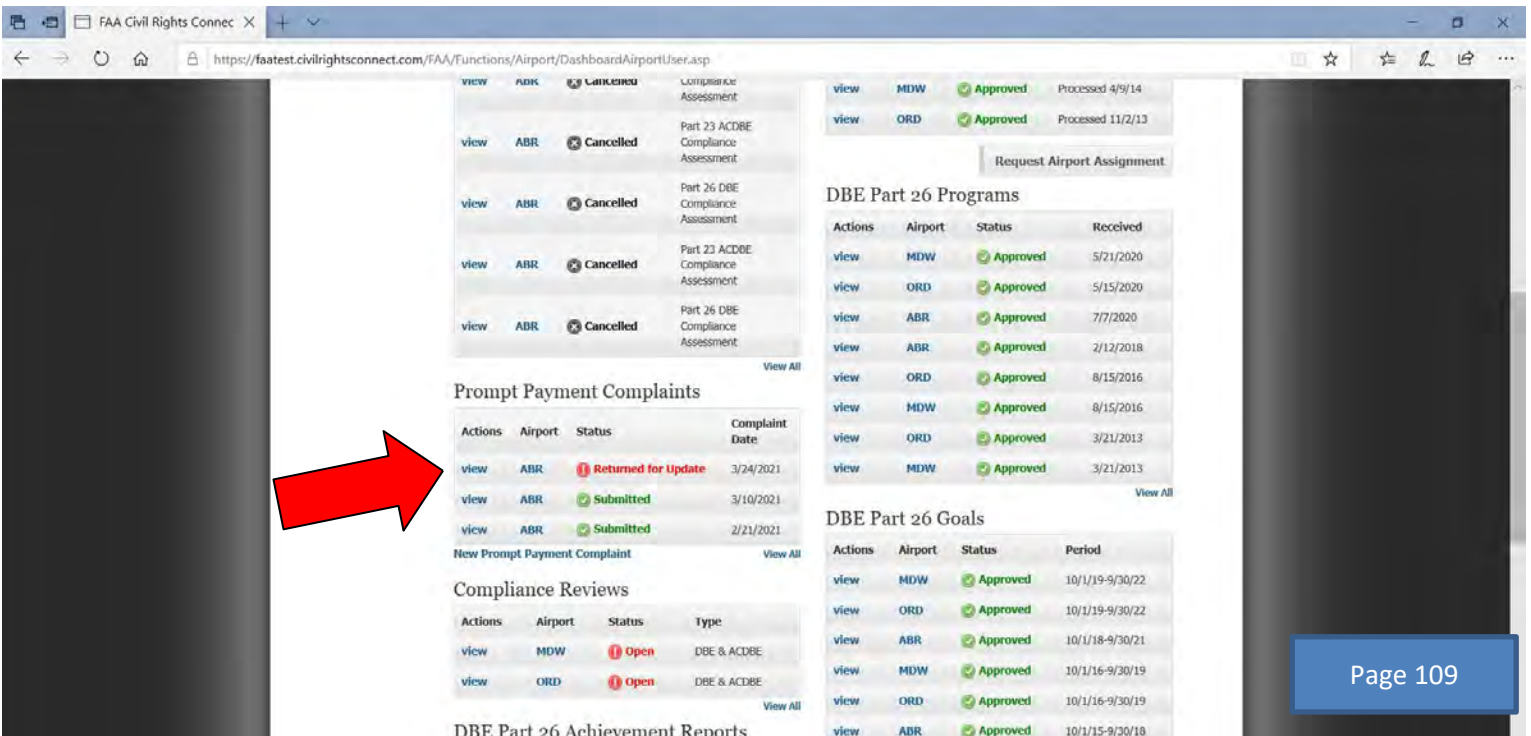 FAA Civil Rights Connec
https://faatest.civilrightsconnect.com/FAA/Functions/Airport/DashboardAirportUser.asp
view ABR Cancelled Compliance
Assessment
view ABR Cancelled Part 23 ACDBE
Compliance
Assessment
view ABR Cancelled Part 26 DBE
Compliance
Assessment
view ABR Cancelled Part 23 ACDBE
Compliance
Assessment
view ABR Cancelled Part 26 DBE
Compliance
Assessment
View All
Prompt Payment Complaints
Actions Airport Status Complaint
Date
view ABR Returned for Update 3/24/2021
view ABR Submitted 3/10/2021
view ABR Submitted 2/21/2021
New Prompt Payment Complaint View All
Compliance Reviews
Actions Airport Status Type
view MDW Open DBE & ACDBE
view ORD Open DBE & ACDBE
View All
DBE Part 26 Achievement Reports
view MDW Approved Processed 4/9/14
view ORD Approved Processed 11/2/13
Request Airport Assignment
DBE Part 26 Programs
Actions Airport Status Received
view MDW Approved 5/21/2020
view ORD Approved 5/15/2020
view ABR Approved 7/7/2020
view ABR Approved 2/12/2018
view ORD Approved 8/15/2016
view MDW Approved 8/15/2016
view ORD Approved 3/21/2013
view MDW Approved 3/21/2013
View All
DBE Part 26 Goals
Actions Airport Status Period
view MDW Approved 10/1/19-9/30/22
view ORD Approved 10/1/19-9/30/22
view ABR Approved 10/1/18-9/30/21
view MDW Approved 10/1/16-9/30/19
view ORD Approved 10/1/16-9/30/19
view ABR Approved 10/1/15-9/30/18
Page 109